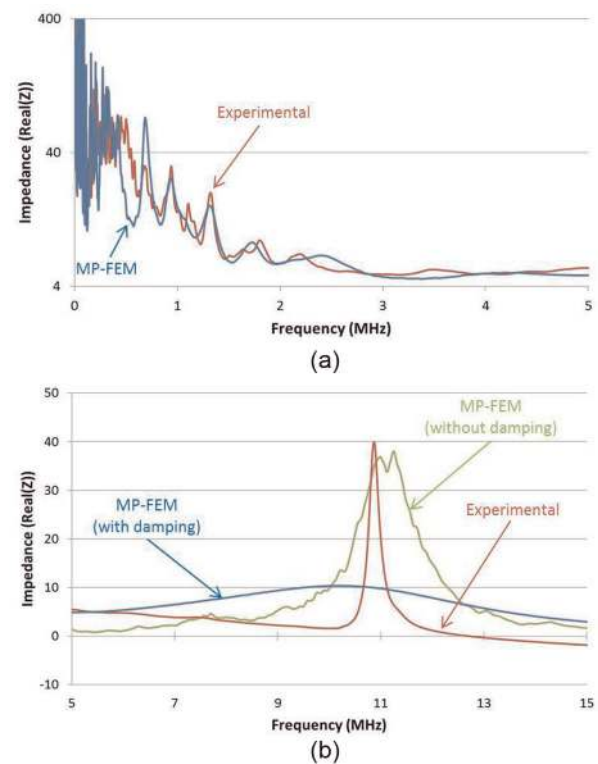 400
40
4
Impedance (Real(Z))
Experimental
MP-FEM
0 1 2 3 4 5
Frequency (MHz)
(a)
50
40
30
20
10
0
-10
Impedance (Real(Z))
MP-FEM
(without damping)
MP-FEM
(with damping)
Experimental
5 7 9 11 13 15
Frequency (MHz)
(b)